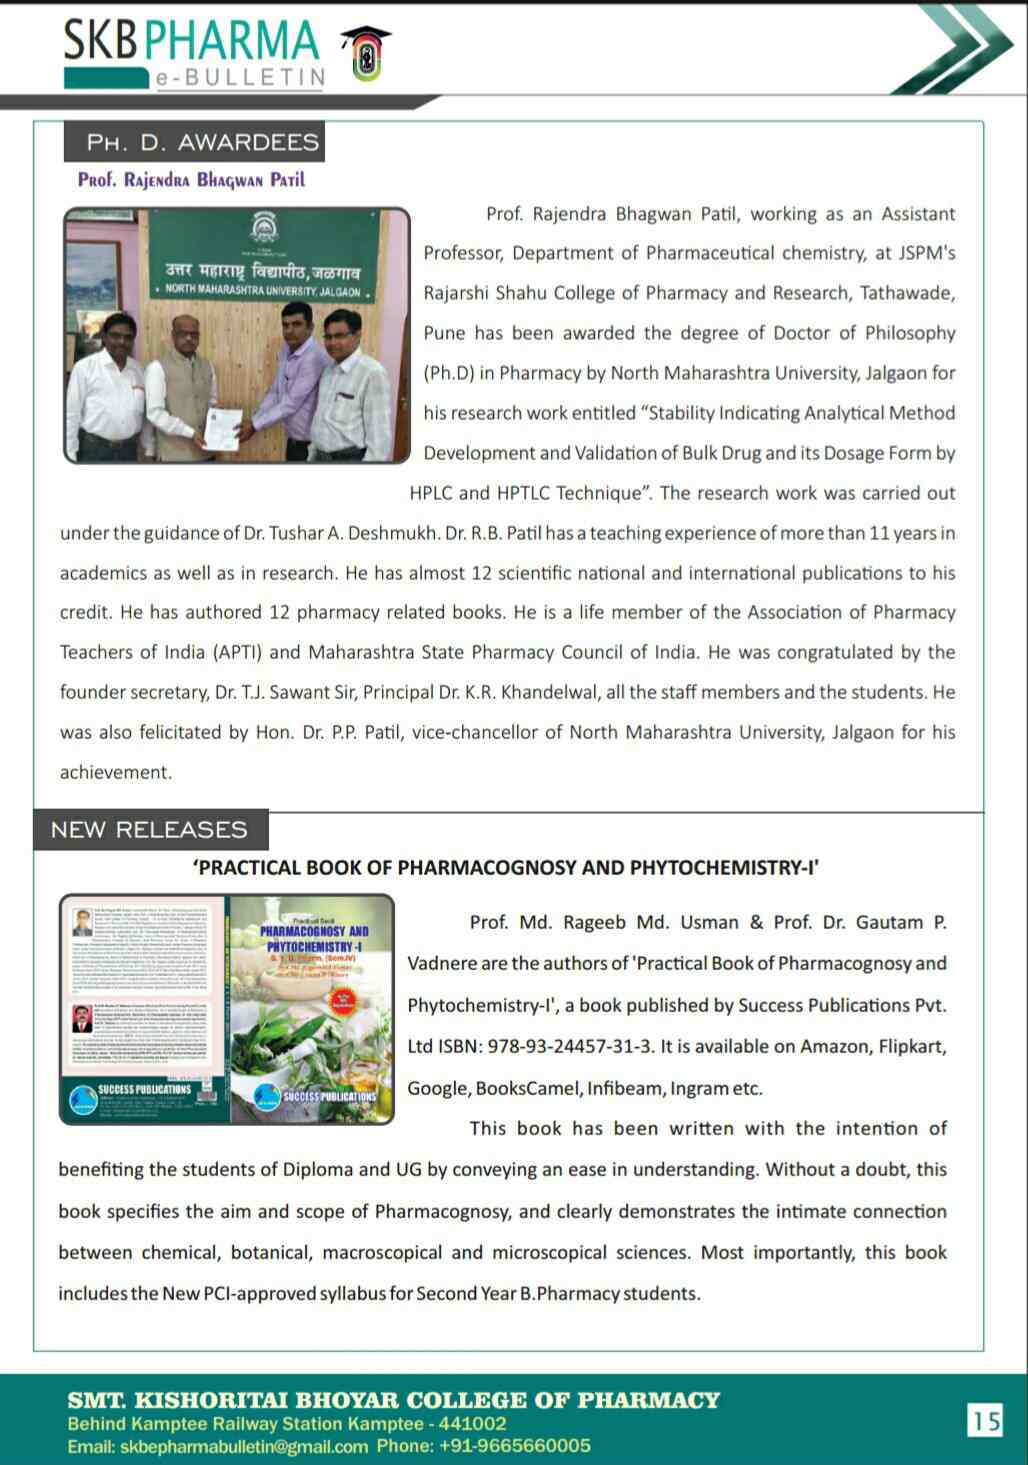 SKB PHARMA
e-BULLETIN
PH. D. AWARDEES
Prof. Rajendra Bhagwan Patil
उत्तर महाराष्ट्र विद्यापीठ, जळगाव
NORTH MAHARASHTRA UNIVERSITY, JALGAON
Prof. Rajendra Bhagwan Patil, working as an Assistant
Professor, Department of Pharmaceutical chemistry, at JSPM's
Rajarshi Shahu College of Pharmacy and Research, Tathawade,
Pune has been awarded the degree of Doctor of Philosophy
(Ph.D) in Pharmacy by North Maharashtra University, Jalgaon for
his research work entitled “Stability Indicating Analytical Method
Development and Validation of Bulk Drug and its Dosage Form by
HPLC and HPTLC Technique”. The research work was carried out
under the guidance of Dr. Tushar A. Deshmukh. Dr. R.B. Patil has a teaching experience of more than 11 years in
academics as well as in research. He has almost 12 scientific national and international publications to his
credit. He has authored 12 pharmacy related books. He is a life member of the Association of Pharmacy
Teachers of India (APTI) and Maharashtra State Pharmacy Council of India. He was congratulated by the
founder secretary, Dr. T.J. Sawant Sir, Principal Dr. K.R. Khandelwal, all the staff members and the students. He
was also felicitated by Hon. Dr. P.P. Patil, vice-chancellor of North Maharashtra University, Jalgaon for his
achievement.
NEW RELEASES
‘PRACTICAL BOOK OF PHARMACOGNOSY AND PHYTOCHEMISTRY-I'
Practical Book
PHARMACOGNOSY AND
PHYTOCHEMISTRY -I
SUCCESS PUBLICATIONS
SUCCESS PUBLICATIONS
Prof. Md. Rageeb Md. Usman & Prof. Dr. Gautam P.
Vadnere are the author of 'Practical Book of Pharmacognosy and
Phytochemistry-I', a book published by Success Publications Pvt.
Ltd ISBN: 978-93-24457-31-3. It is available on Amazon, Flipkart,
Google, BooksCamel, Infibeam, Ingram etc.
This book has been written with the intention of
benefiting the students of Diploma and UG by conveying an ease in understanding. Without a doubt, this
book specifies the aim and scope of Pharmacognosy, and clearly demonstrates the intimate connection
between chemical, botanical, macroscopical and microscopical sciences. Most importantly, this book
includes the New PCI-approved syllabus for Second Year B.Pharmacy students.
SMT. KISHORITAI BHOYAR COLLEGE OF PHARMACY
Behind Kamptee Railway Station Kamptee - 441002
Email: skbepharmabulletin@gmail.com Phone: +91-9665660005
15